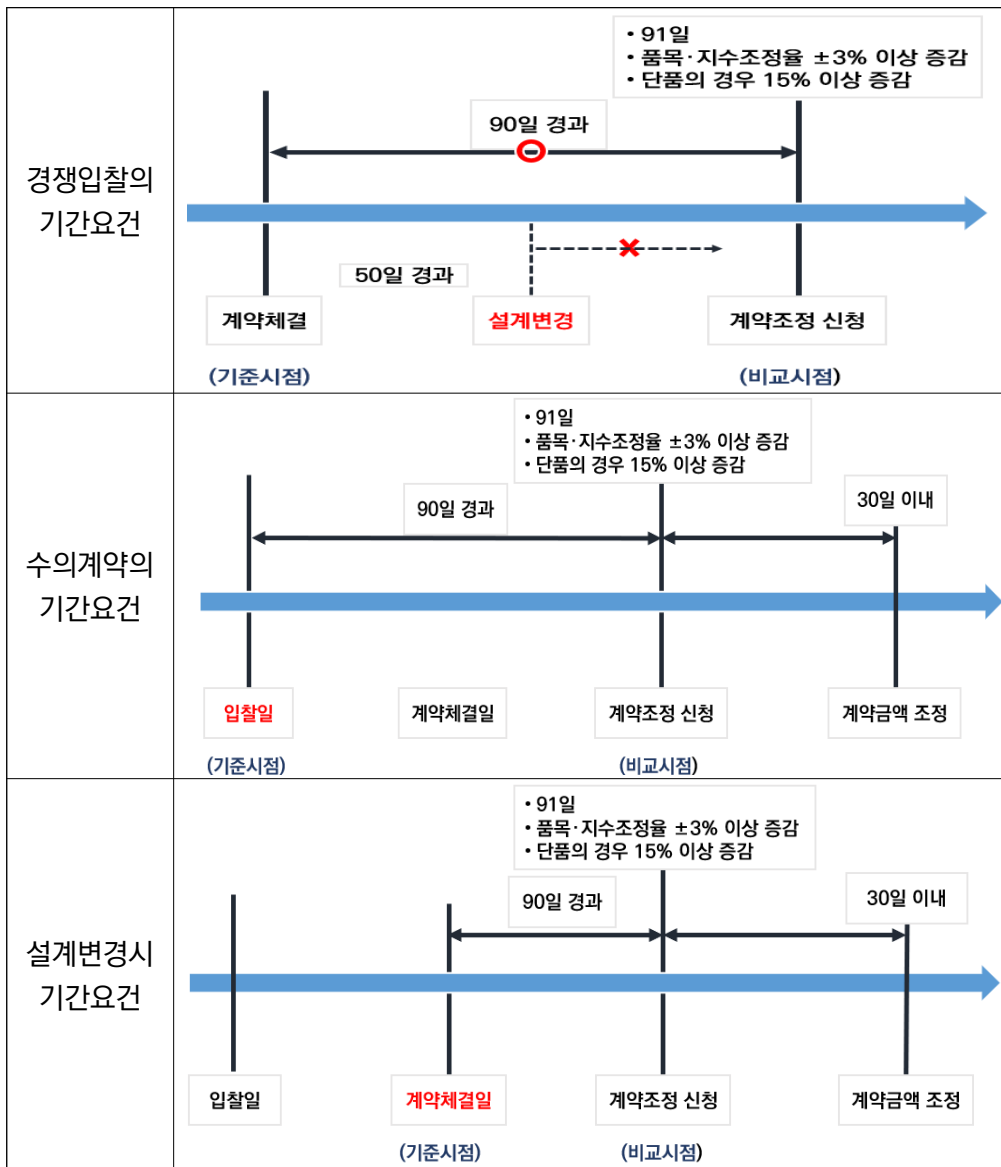 경쟁입찰의
기간요건
• 91일
• 품목·지수조정율 ±3% 이상 증감
• 단품의 경우 15% 이상 증감
90일 경과
50일 경과
계약체결
설계변경
계약조정 신청
(기준시점)
(비교시점)
수의계약의
기간요건
• 91일
• 품목·지수조정율 ±3% 이상 증감
• 단품의 경우 15% 이상 증감
90일 경과
30일 이내
입찰일
계약체결일
계약조정 신청
계약금액 조정
(기준시점)
(비교시점)
설계변경시
기간요건
• 91일
• 품목·지수조정율 ±3% 이상 증감
• 단품의 경우 15% 이상 증감
90일 경과
30일 이내
입찰일
계약체결일
계약조정 신청
계약금액 조정
(기준시점)
(비교시점)